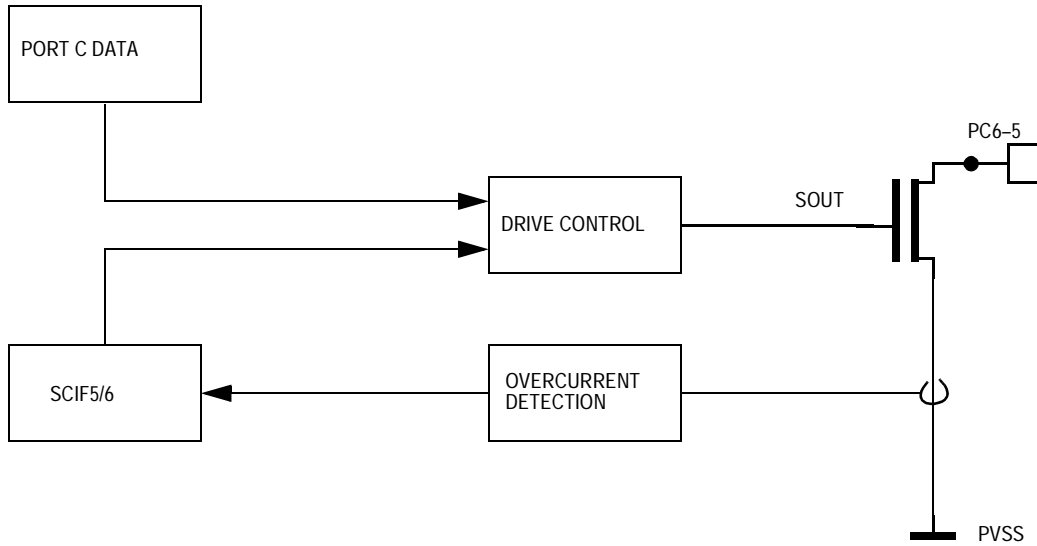 PORT C DATA
PC6–5
SOUT
DRIVE CONTROL
SCIF5/6
OVERCURRENT
DETECTION
PVSS